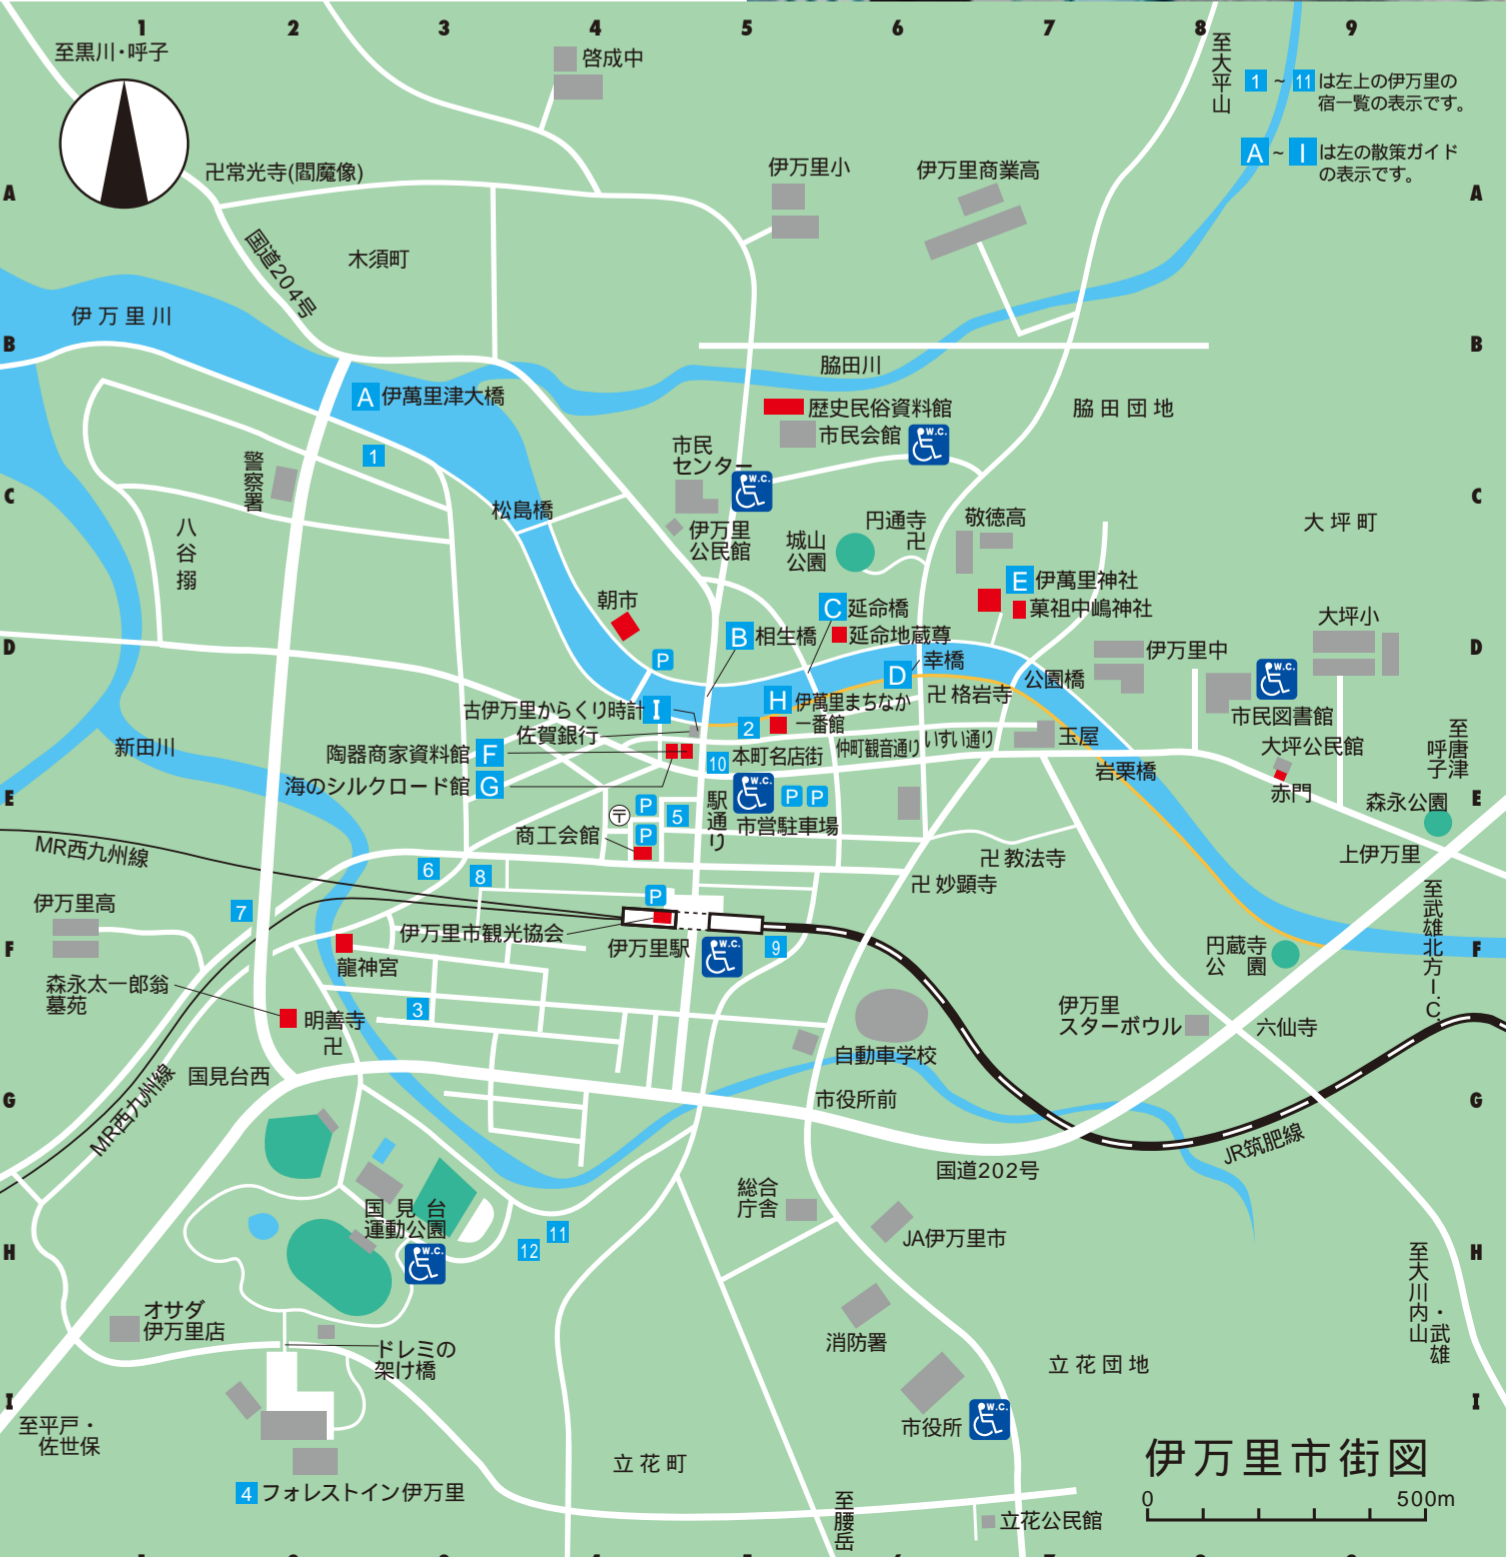 1 2 3 4 5 6 7 8 9
至黒川・呼子
啓成中
至大平山
1 ~ 11 は左上の伊万里の
宿一覧の表示です。
A ~ I は左の散策ガイド
の表示です。
卍常光寺(閻魔像)
伊万里小
伊万里商業高
A
A
国道204号
木須町
伊万里川
B
B
脇田川
A 伊萬里津大橋
歴史民俗資料館
市民会館
W.C.
脇田団地
1
警察署
市民
センター
W.C.
C
C
松島橋
伊万里
公民館
円通寺
卍
敬徳高
大坪町
八谷搦
城山
公園
E 伊萬里神社
菓祖中嶋神社
朝市
C 延命橋
延命地蔵尊
大坪小
B 相生橋
D
D
P
幸橋
D
伊万里中
公園橋
W.C.
卍格岩寺
市民図書館
H 伊萬里まちなか
一番館
古伊万里からくり時計 I
2
佐賀銀行
新田川
陶器商家資料館 F
10 本町名店街
仲町観音通り
いすい通り
玉屋
大坪公民館
至唐津
呼子
岩栗橋
海のシルクロード館 G
赤門
E
E
W.C.
P P
P
5
駅通り
市営駐車場
森永公園
〒
商工会館
P
MR西九州線
卍教法寺
上伊万里
6
8
卍妙顕寺
伊万里高
7
P
至武雄北方I.C.
伊万里市観光協会
伊万里駅
W.C.
9
F
F
龍神宮
円蔵寺
公園
森永太一郎翁
墓苑
3
明善寺
卍
伊万里
スターボウル
六仙寺
自動車学校
国見台西
MR西九州線
G
G
市役所前
JR筑肥線
国道202号
総合
庁舎
国見台
運動公園
W.C.
11
12
JA伊万里市
H
H
至大川内山
・武雄
オサダ
伊万里店
消防署
ドレミの
架け橋
立花団地
I
I
至平戸・
佐世保
市役所
W.C.
立花町
伊万里市街図
0 500m
4 フォレストイン伊万里
至腰岳
立花公民館